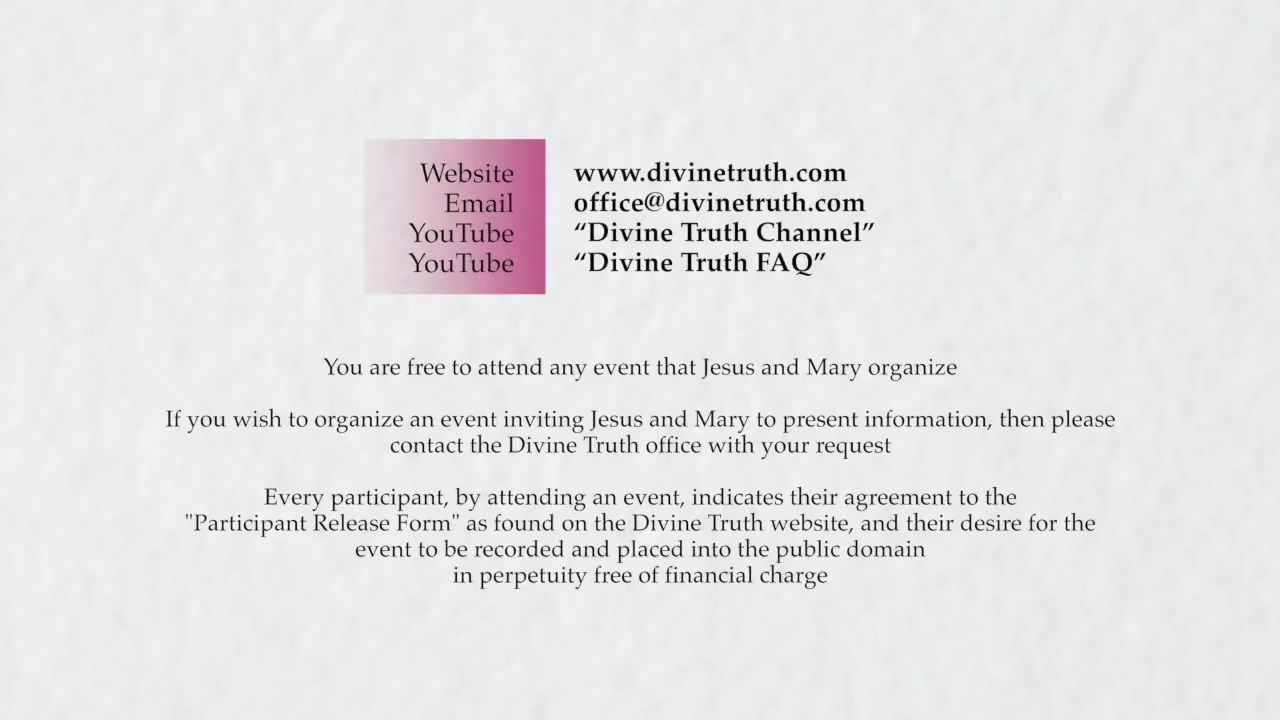 Website www.divinetruth.com
Email office@divinetruth.com
YouTube “Divine Truth Channel”
YouTube “Divine Truth FAQ”
You are free to attend any event that Jesus and Mary organize
If you wish to organize an event inviting Jesus and Mary to present information, then please
contact the Divine Truth office with your request
Every participant, by attending an event, indicates their agreement to the
"Participant Release Form" as found on the Divine Truth website, and their desire for the
event to be recorded and placed into the public domain
in perpetuity free of financial charge